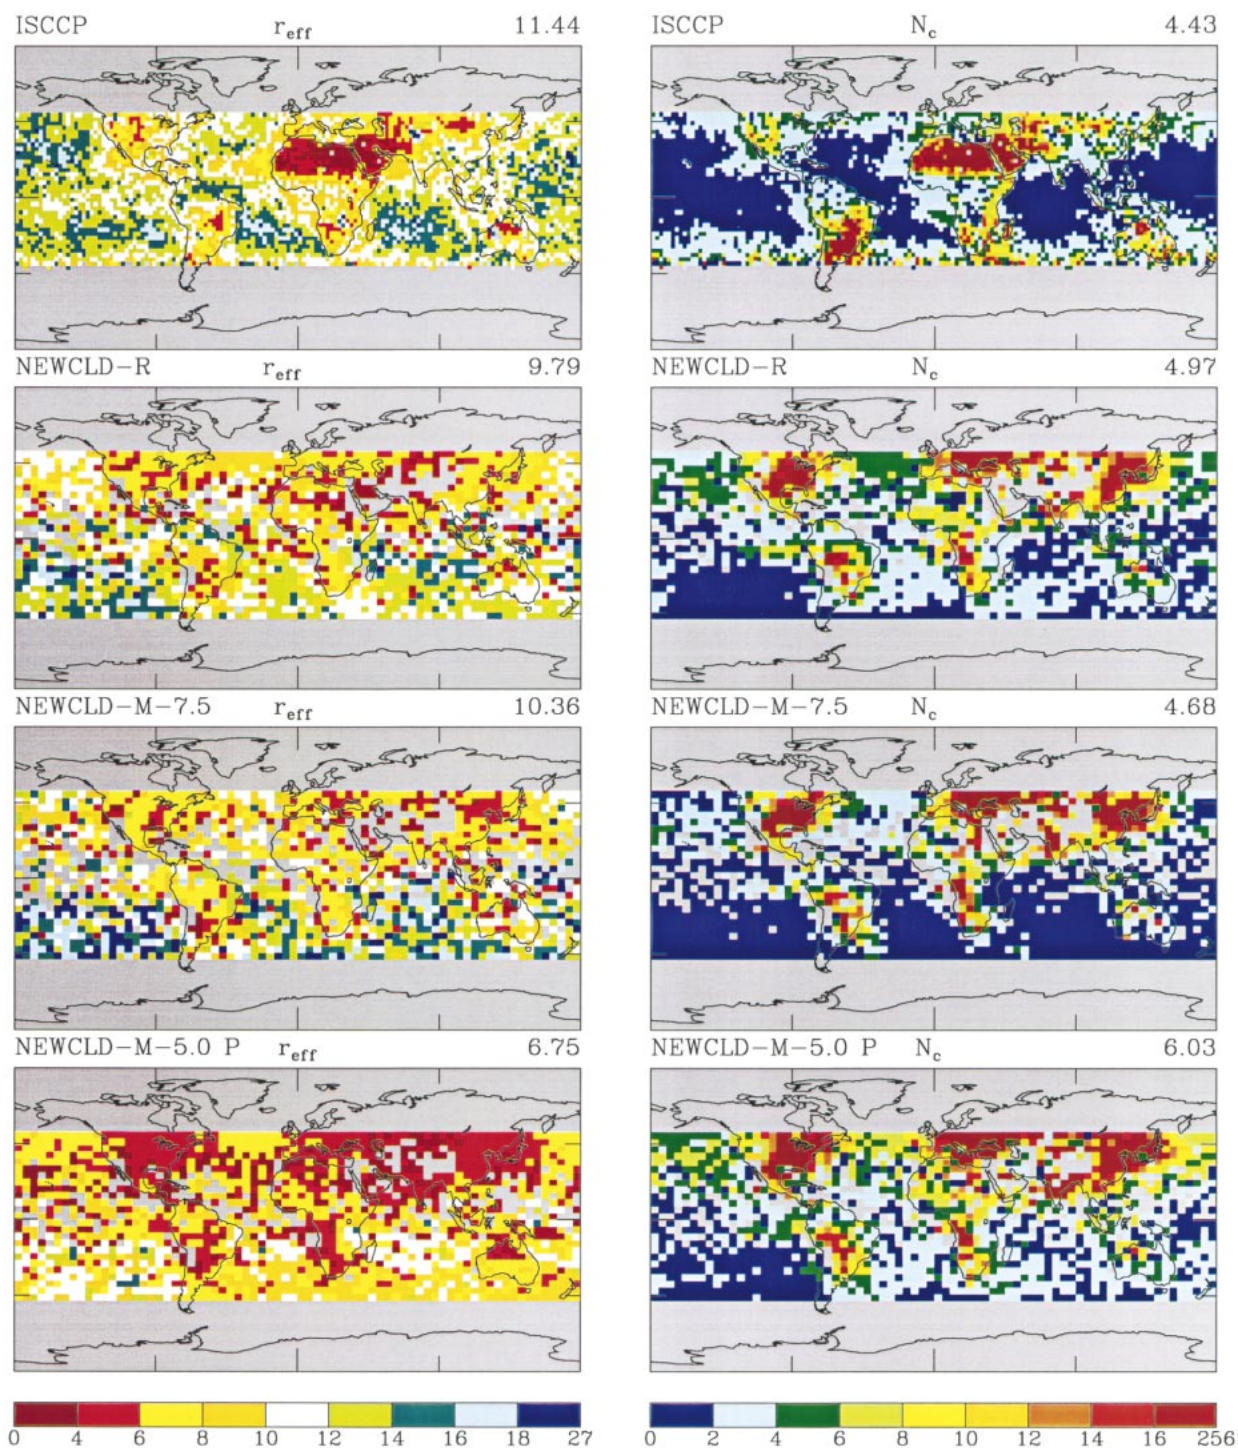 ISCCP r_eff 11.44
ISCCP N_c 4.43
NEWCLD-R r_eff 9.79
NEWCLD-R N_c 4.97
NEWCLD-M-7.5 r_eff 10.36
NEWCLD-M-7.5 N_c 4.68
NEWCLD-M-5.0 P r_eff 6.75
NEWCLD-M-5.0 P N_c 6.03
0 4 6 8 10 12 14 16 18 27
0 2 4 6 8 10 12 14 16 256